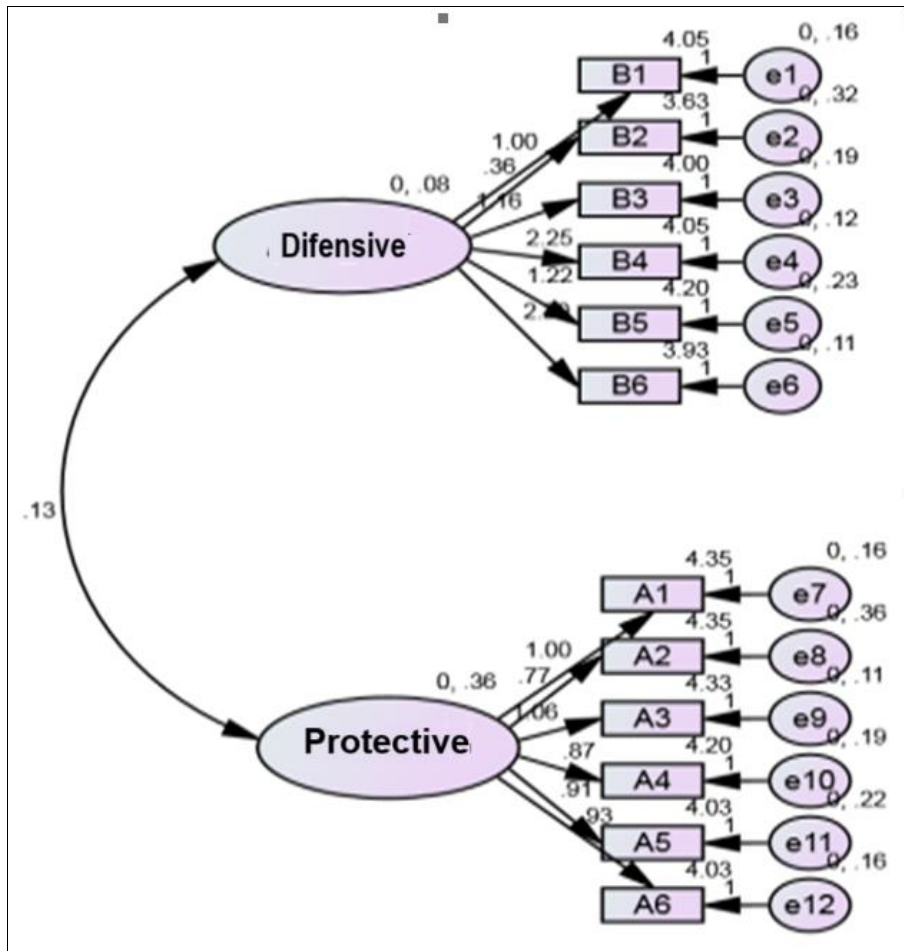 4.05
0, .16
1
B1
e1
3.63
0, .32
1
B2
e2
1.00
.36
4.00
0, .19
1
B3
e3
0, .08
1.16
4.05
0, .12
1
B4
e4
Difensive
2.25
1.22
4.20
0, .23
1
B5
e5
3.93
0, .11
1
B6
e6
.13
4.35
0, .16
1
A1
e7
4.35
0, .36
1
A2
e8
1.00
.77
0, .36
4.33
0, .11
1
A3
e9
1.06
Protective
.87
.91
4.20
0, .19
1
A4
e10
.93
4.03
0, .22
1
A5
e11
4.03
0, .16
1
A6
e12